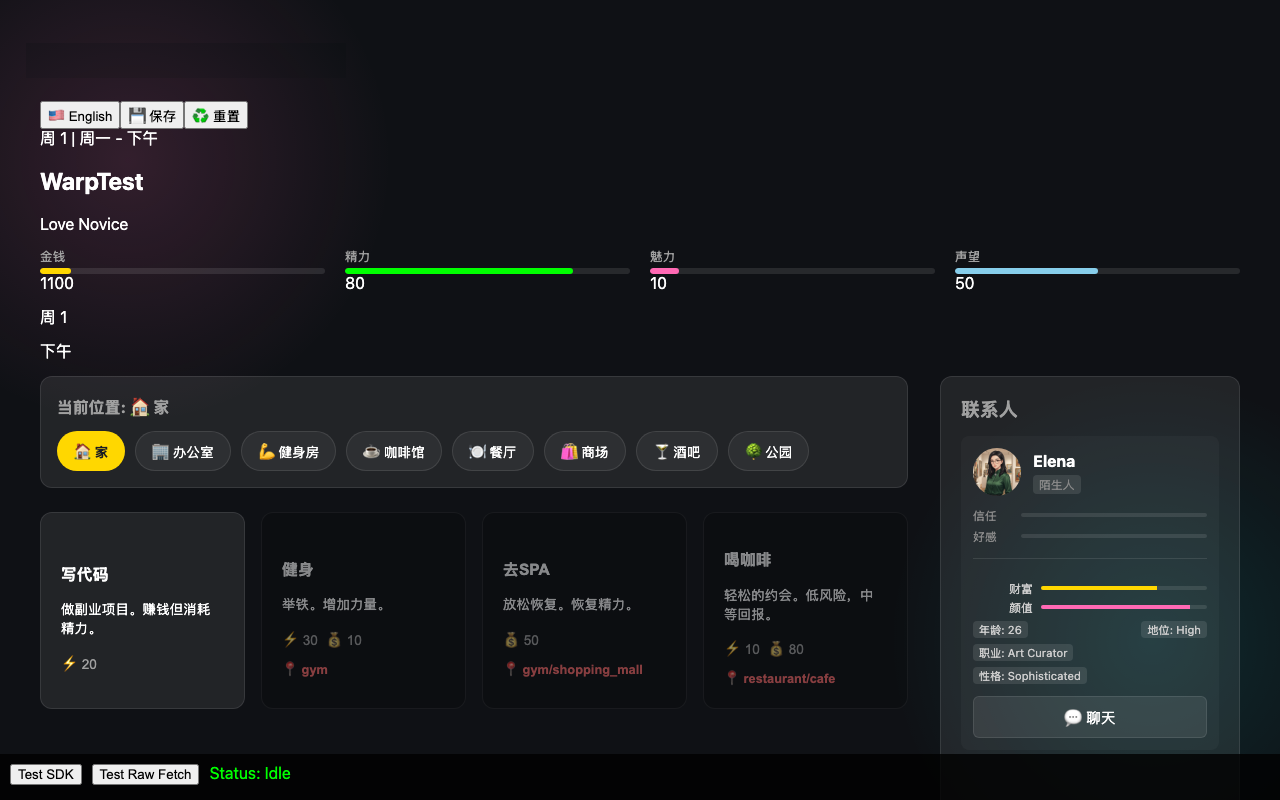 English 保存 重置
周 1 | 周一 - 下午
WarpTest
Love Novice
金钱 精力 魅力 声望
1100 80 10 50
周 1
下午
当前位置: 家
家 办公室 健身房 咖啡馆 餐厅 商场 酒吧 公园
写代码
做副业项目。赚钱但消耗
精力。
20
健身
举铁。增加力量。
30 10
gym
去SPA
放松恢复。恢复精力。
50
gym/shopping_mall
喝咖啡
轻松的约会。低风险，中
等回报。
10 80
restaurant/cafe
联系人
Elena
陌生人
信任
好感
财富
颜值
年龄: 26 地位: High
职业: Art Curator
性格: Sophisticated
聊天
Test SDK Test Raw Fetch Status: Idle